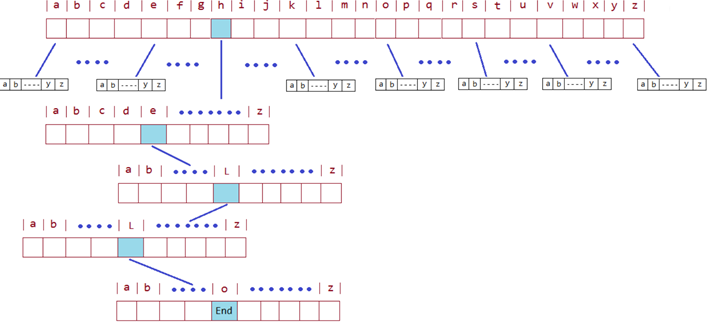 | a | b | c | d | e | f | g | h | i | j | k | l | m | n | o | p | q | r | s | t | u | v | w | x | y | z |
a b ---- y z a b ---- y z a b ---- y z a b ---- y z a b ---- y z a b ---- y z a b ---- y z
| a | b | c | d | e | ....... | z |
| a | b | .... | L | ....... | z |
| a | b | .... | L | ....... | z |
| a | b | .... | o | ....... | z |
End